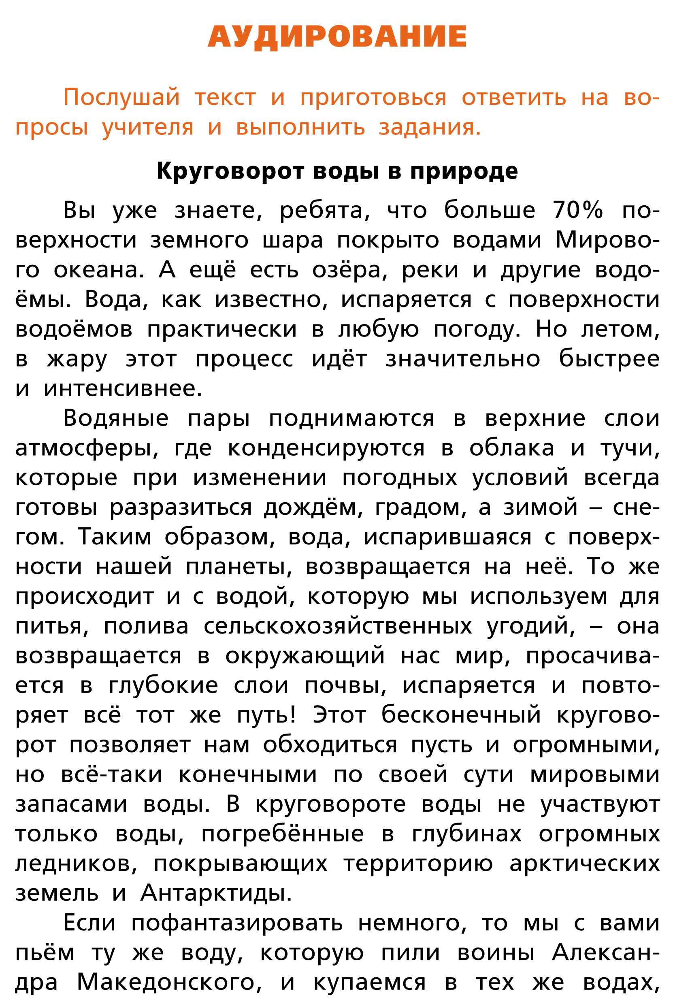 АУДИРОВАНИЕ
Послушай текст и приготовься ответить на во-
просы учителя и выполнить задания.
Круговорот воды в природе
Вы уже знаете, ребята, что больше 70% по-
верхности земного шара покрыто водами Мирово-
го океана. А ещё есть озёра, реки и другие водо-
ёмы. Вода, как известно, испаряется с поверхности
водоёмов практически в любую погоду. Но летом,
в жару этот процесс идёт значительно быстрее
и интенсивнее.
Водяные пары поднимаются в верхние слои
атмосферы, где конденсируются в облака и тучи,
которые при изменении погодных условий всегда
готовы разразиться дождём, градом, а зимой – сне-
гом. Таким образом, вода, испарившаяся с поверх-
ности нашей планеты, возвращается на неё. То же
происходит и с водой, которую мы используем для
питья, полива сельскохозяйственных угодий, – она
возвращается в окружающий нас мир, просачива-
ется в глубокие слои почвы, испаряется и повто-
ряет всё тот же путь! Этот бесконечный кругово-
рот позволяет нам обходиться пусть и огромными,
но всё-таки конечными по своей сути мировыми
запасами воды. В круговороте воды не участвуют
только воды, погребённые в глубинах огромных
ледников, покрывающих территорию арктических
земель и Антарктиды.
Если пофантазировать немного, то мы с вами
пьём ту же воду, которую пили воины Алексан-
дра Македонского, и купаемся в тех же водах,